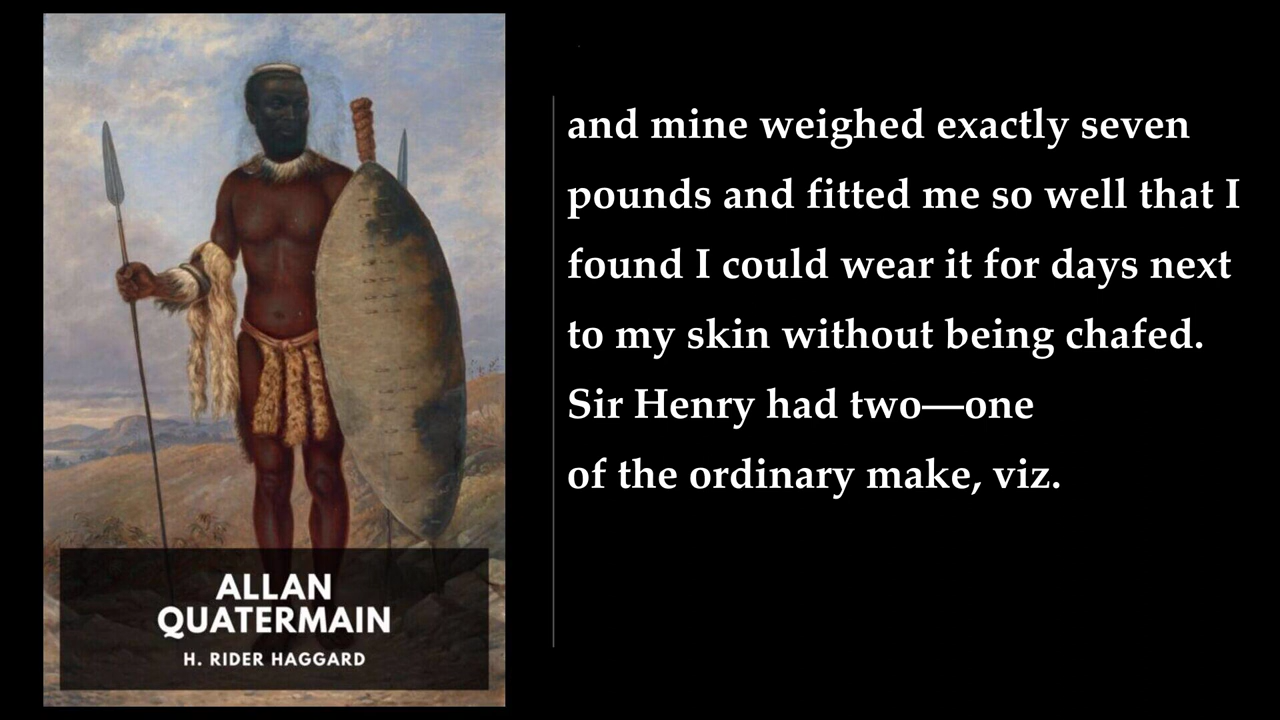 ALLAN
QUATERMAIN
H. RIDER HAGGARD
and mine weighed exactly seven
pounds and fitted me so well that I
found I could wear it for days next
to my skin without being chafed.
Sir Henry had two—one
of the ordinary make, viz.